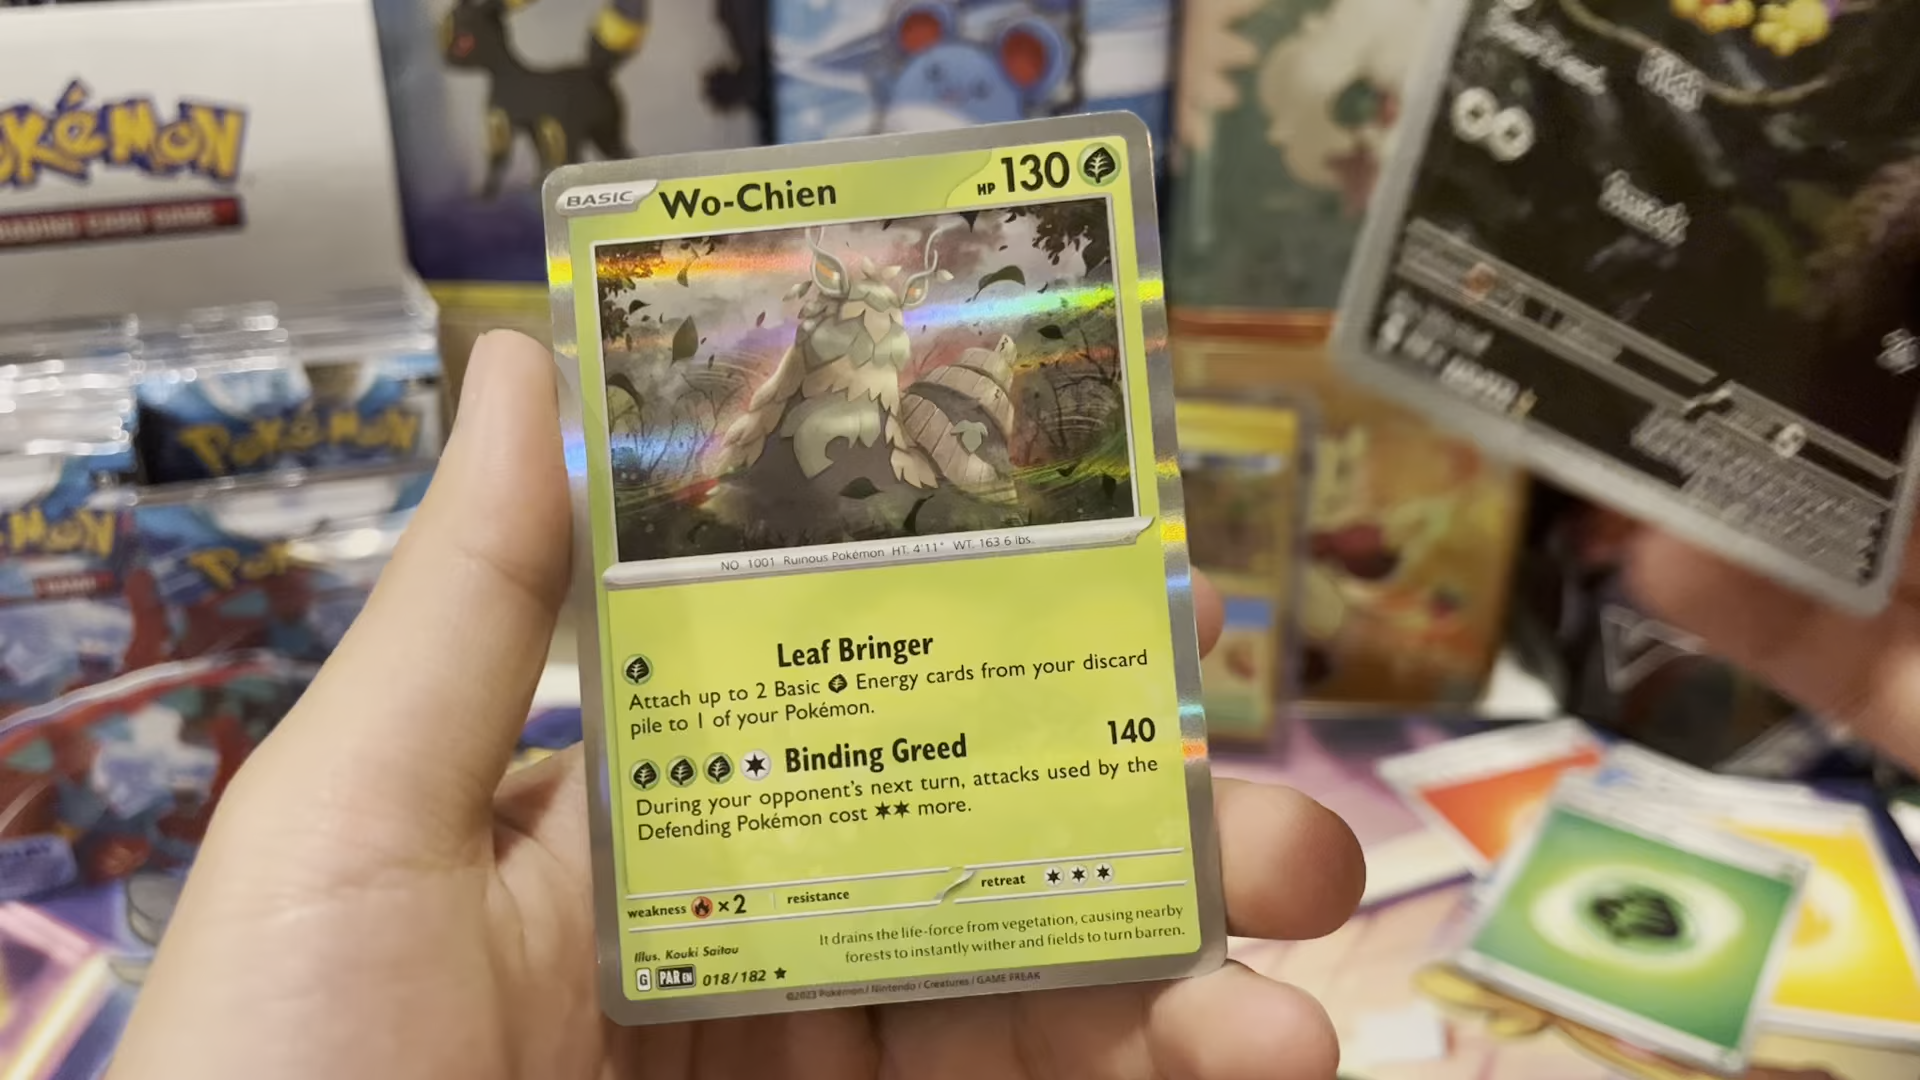 BASIC Wo-Chien HP 130
NO 1001 Ruinous Pokémon HT. 4'11" WT. 163.6 lbs.
Leaf Bringer
Attach up to 2 Basic Energy cards from your discard
pile to 1 of your Pokémon.
Binding Greed 140
During your opponent's next turn, attacks used by the
Defending Pokémon cost ✶✶ more.
weakness ×2 resistance retreat
Illus. Kouki Saitou
It drains the life-force from vegetation, causing nearby
forests to instantly wither and fields to turn barren.
G PAR EN 018/182 ★
©2023 Pokémon / Nintendo / Creatures / GAME FREAK
POKéMON
TRADING CARD GAME
POKéMON